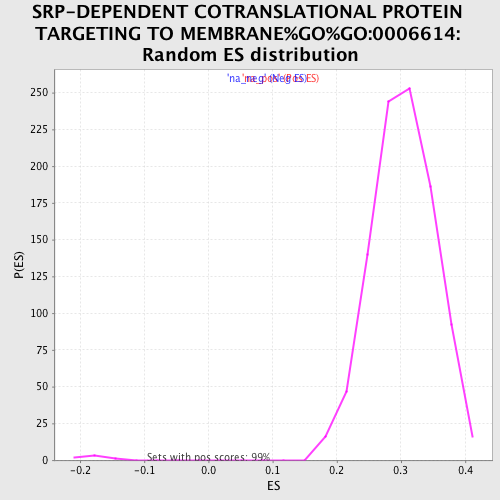 SRP-DEPENDENT COTRANSLATIONAL PROTEIN
TARGETING TO MEMBRANE%GO%GO:0006614:
Random ES distribution
250
225
200
175
150
125
100
75
50
25
0
P(ES)
Sets with pos scores: 99%
-0.2 -0.1 0.0 0.1 0.2 0.3 0.4
ES